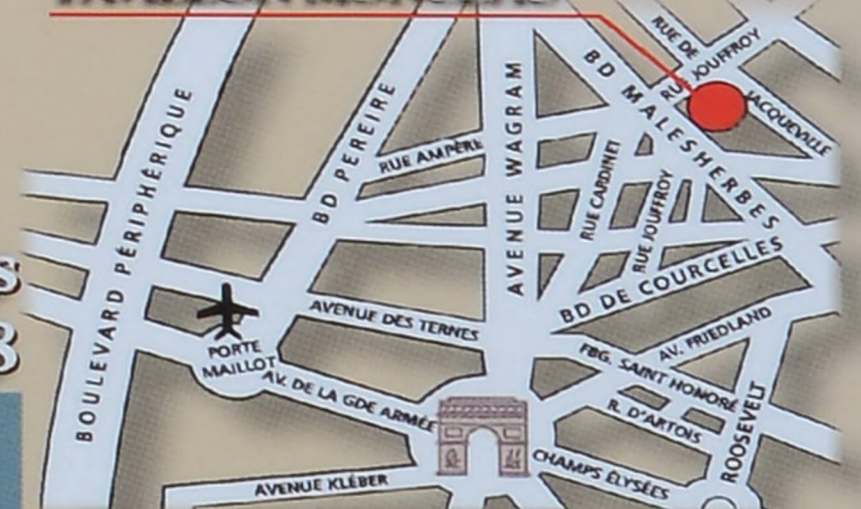 RUE DE
JACQUEVILLE
RUE JOUFFROY
BD MALESHERBES
BOULEVARD PÉRIPHÉRIQUE
BD PEREIRE
RUE AMPÈRE
AVENUE WAGRAM
RUE CARDINET
RUE JOUFFROY
S
BD DE COURCELLES
8
AVENUE DES TERNES
PORTE
MAILLOT
AV. FRIEDLAND
FBG. SAINT HONORÉ
AV. DE LA GDE ARMÉE
R. D'ARTOIS
ROOSEVELT
CHAMPS ÉLYSÉES
AVENUE KLÉBER